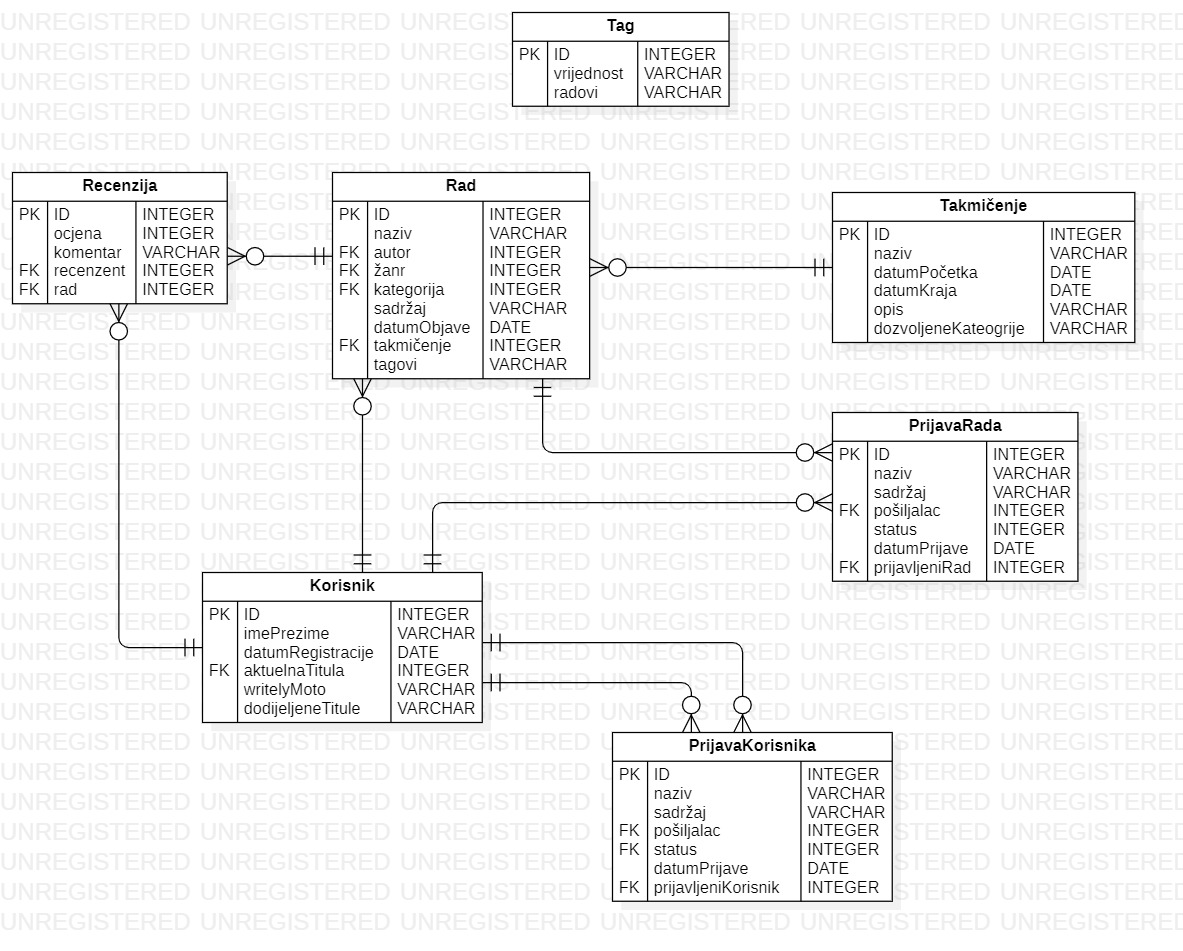 Tag
PK ID INTEGER
vrijednost VARCHAR
radovi VARCHAR
Recenzija
PK ID INTEGER
ocjena INTEGER
komentar VARCHAR
FK recenzent INTEGER
FK rad INTEGER
Rad
PK ID INTEGER
naziv VARCHAR
FK autor INTEGER
FK žanr INTEGER
FK kategorija INTEGER
sadržaj VARCHAR
datumObjave DATE
FK takmičenje INTEGER
tagovi VARCHAR
Takmičenje
PK ID INTEGER
naziv VARCHAR
datumPočetka DATE
datumKraja DATE
opis VARCHAR
dozvoljeneKateogrije VARCHAR
PrijavaRada
PK ID INTEGER
naziv VARCHAR
sadržaj VARCHAR
FK pošiljalac INTEGER
status INTEGER
datumPrijave DATE
FK prijavljeniRad INTEGER
Korisnik
PK ID INTEGER
imePrezime VARCHAR
datumRegistracije DATE
FK aktuelnaTitula INTEGER
writelyMoto VARCHAR
dodijeljeneTitule VARCHAR
PrijavaKorisnika
PK ID INTEGER
naziv VARCHAR
sadržaj VARCHAR
FK pošiljalac INTEGER
FK status INTEGER
datumPrijave DATE
FK prijavljeniKorisnik INTEGER
UNREGISTERED